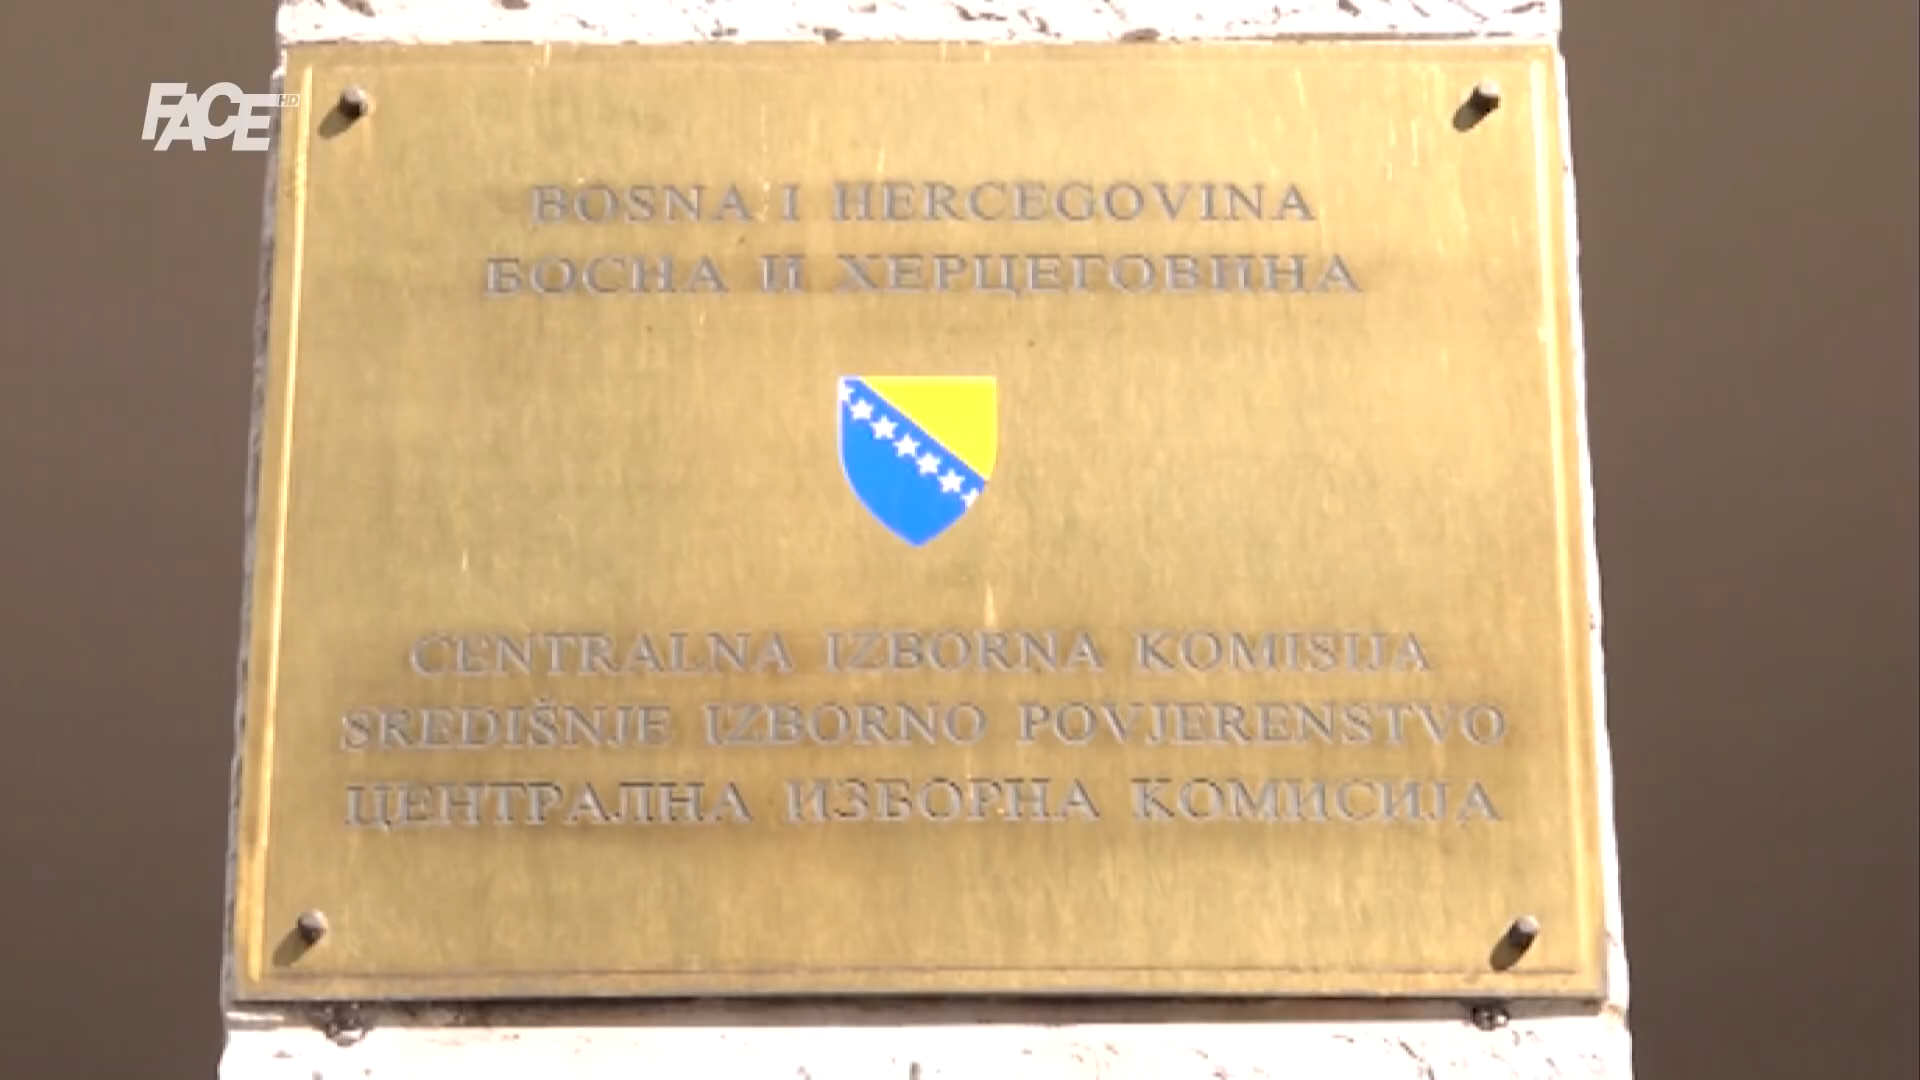 FACE HD
BOSNA I HERCEGOVINA
БОСНА И ХЕРЦЕГОВИНА
CENTRALNA IZBORNA KOMISIJA
SREDIŠNJE IZBORNO POVJERENSTVO
ЦЕНТРАЛНА ИЗБОРНА КОМИСИЈА